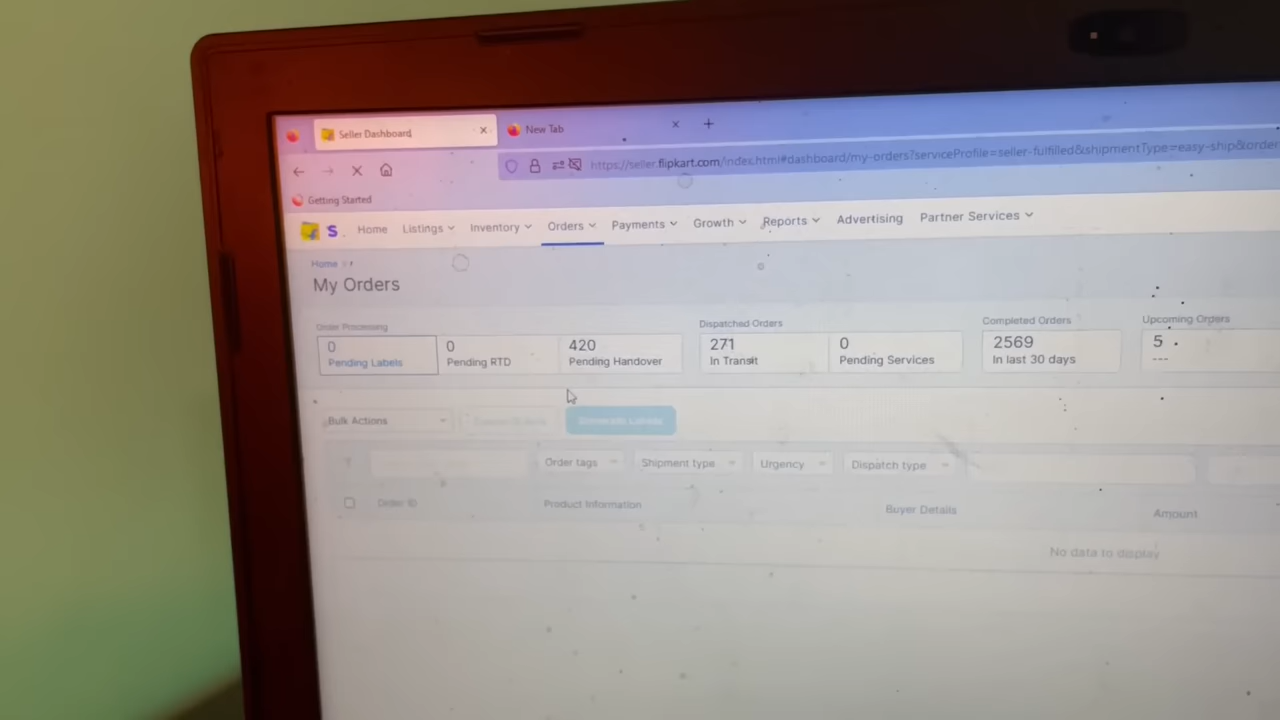 Seller Dashboard
New Tab
https://seller.flipkart.com/index.html#dashboard/my-orders?serviceProfile=seller-fulfilled&shipmentType=easy-ship&order
Getting Started
Home Listings Inventory Orders Payments Growth Reports Advertising Partner Services
Home
My Orders
Order Processing
0
Pending Labels
0
Pending RTD
420
Pending Handover
Dispatched Orders
271
In Transit
0
Pending Services
Completed Orders
2569
In last 30 days
Upcoming Orders
5
---
Bulk Actions
Generate Labels
Order tags Shipment type Urgency Dispatch type
Order ID Product Information Buyer Details Amount
No data to display